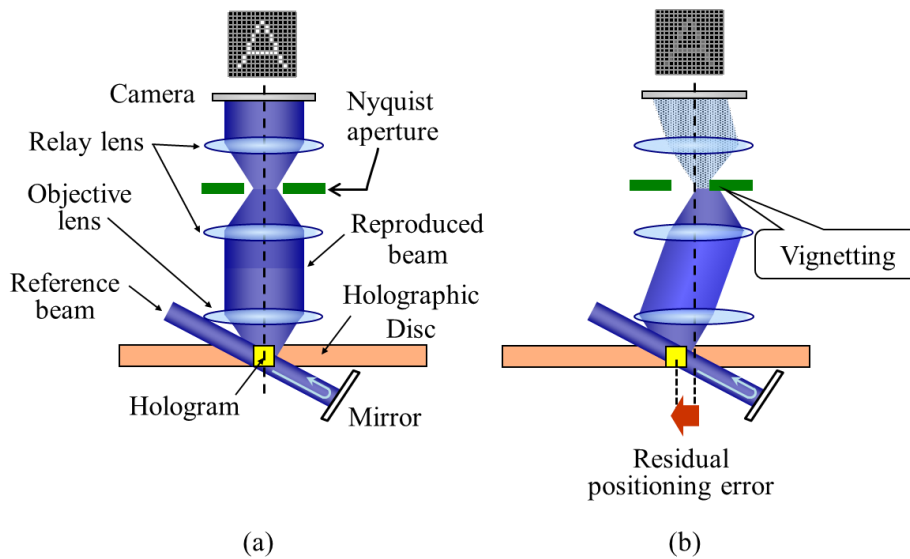 A
Camera
Relay lens
Objective
lens
Reference
beam
Nyquist
aperture
Reproduced
beam
Holographic
Disc
Hologram
Mirror
(a)
A
Vignetting
Residual
positioning error
(b)